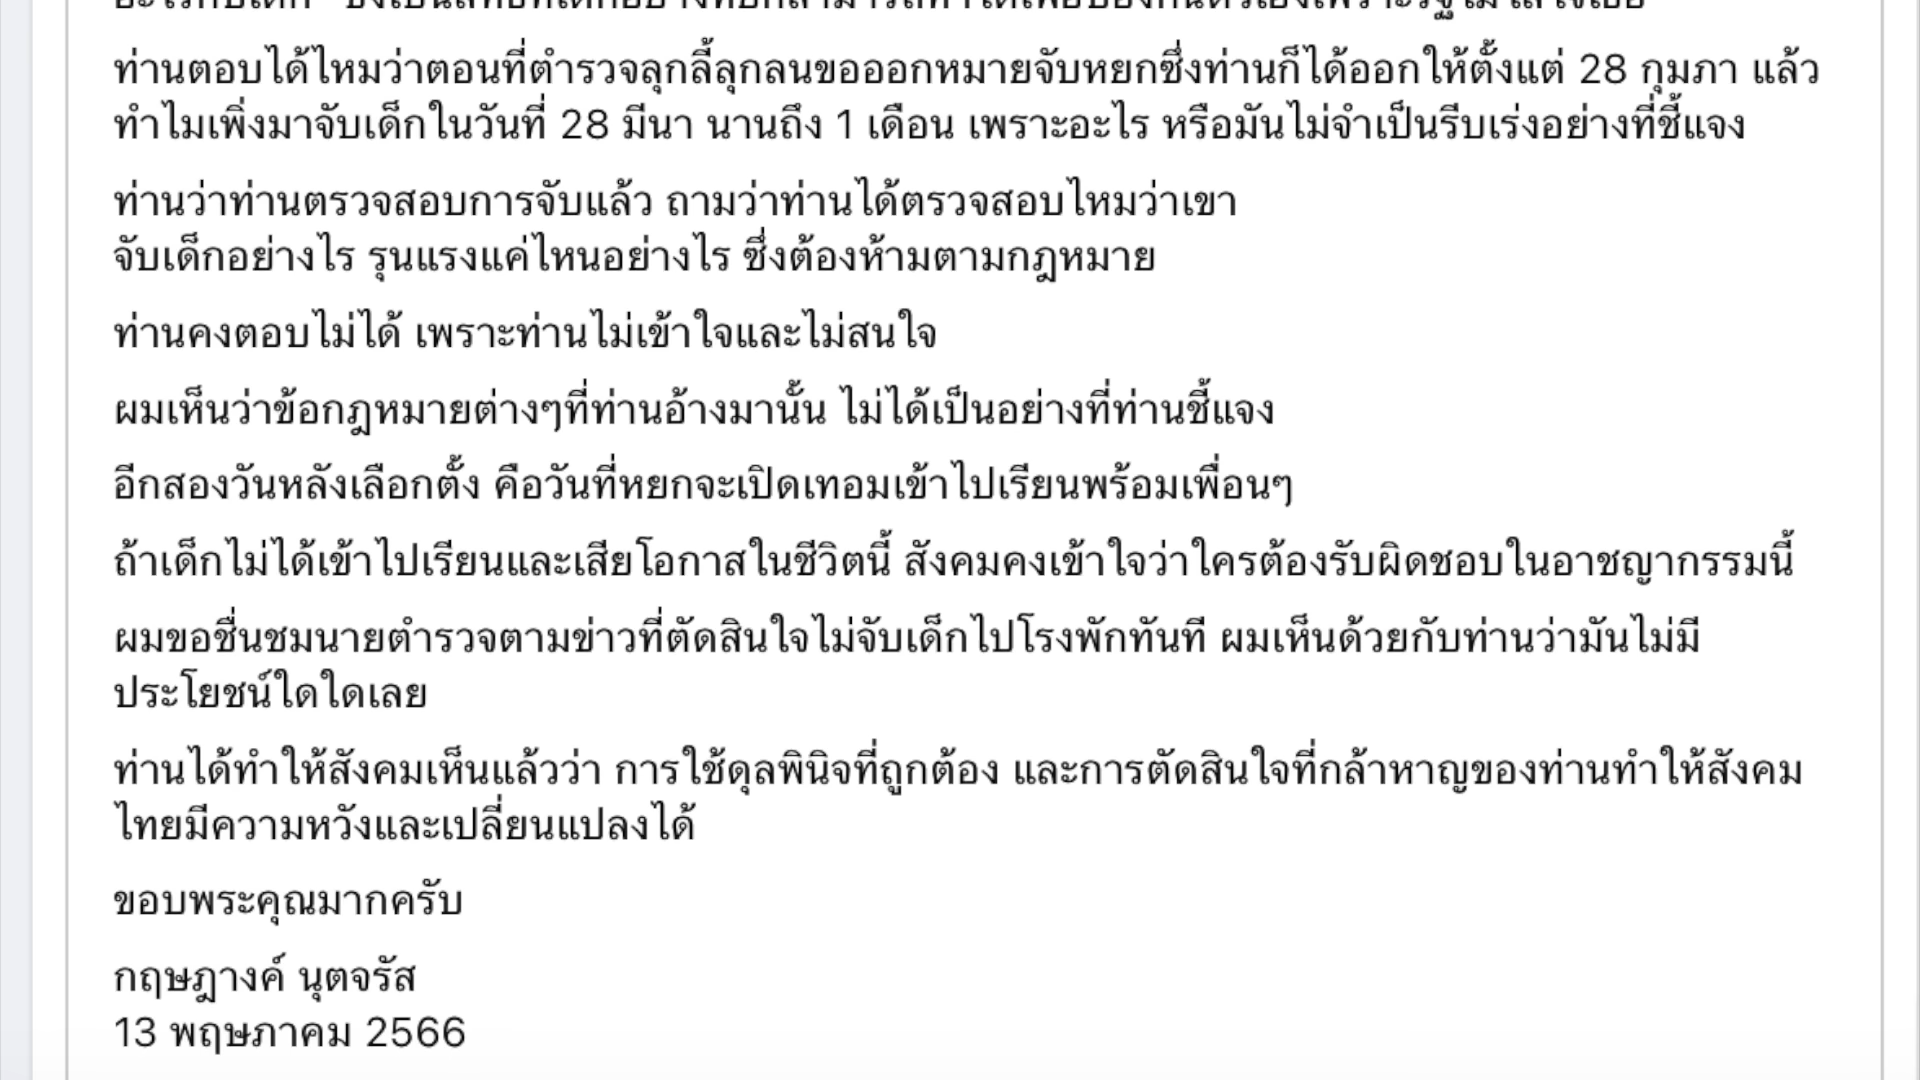 ท่านตอบได้ไหมว่าตอนที่ตำรวจลุกลี้ลุกลนขอออกหมายจับหยกซึ่งท่านก็ได้ออกให้ตั้งแต่ 28 กุมภา แล้ว
ทำไมเพิ่งมาจับเด็กในวันที่ 28 มีนา นานถึง 1 เดือน เพราะอะไร หรือมันไม่จำเป็นรีบเร่งอย่างที่ชี้แจง
ท่านว่าท่านตรวจสอบการจับแล้ว ถามว่าท่านได้ตรวจสอบไหมว่าเขา
จับเด็กอย่างไร รุนแรงแค่ไหนอย่างไร ซึ่งต้องห้ามตามกฎหมาย
ท่านคงตอบไม่ได้ เพราะท่านไม่เข้าใจและไม่สนใจ
ผมเห็นว่าข้อกฎหมายต่างๆที่ท่านอ้างมานั้น ไม่ได้เป็นอย่างที่ท่านชี้แจง
อีกสองวันหลังเลือกตั้ง คือวันที่หยกจะเปิดเทอมเข้าไปเรียนพร้อมเพื่อนๆ
ถ้าเด็กไม่ได้เข้าไปเรียนและเสียโอกาสในชีวิตนี้ สังคมคงเข้าใจว่าใครต้องรับผิดชอบในอาชญากรรมนี้
ผมขอชื่นชมนายตำรวจตามข่าวที่ตัดสินใจไม่จับเด็กไปโรงพักทันที ผมเห็นด้วยกับท่านว่ามันไม่มี
ประโยชน์ใดใดเลย
ท่านได้ทำให้สังคมเห็นแล้วว่า การใช้ดุลพินิจที่ถูกต้อง และการตัดสินใจที่กล้าหาญของท่านทำให้สังคม
ไทยมีความหวังและเปลี่ยนแปลงได้
ขอบพระคุณมากครับ
กฤษฎางค์ นุตจรัส
13 พฤษภาคม 2566